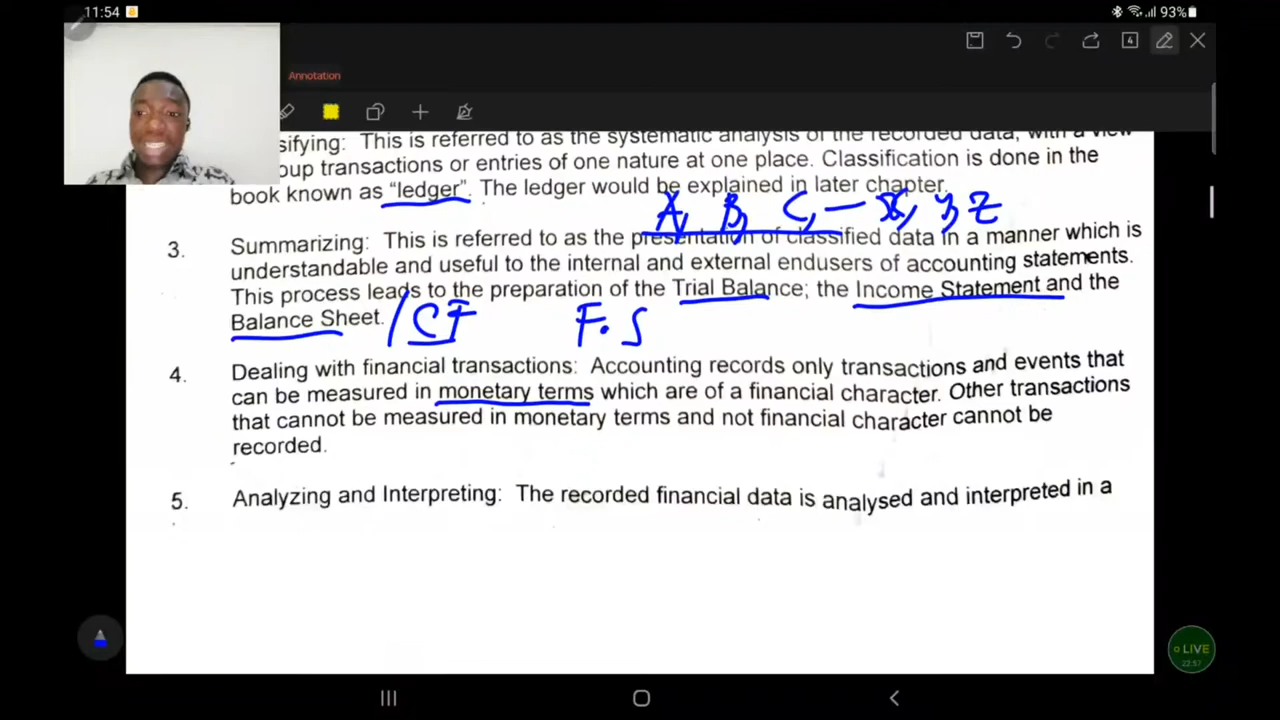 11:54
93%
4
Annotation
sifying: This is referred to as the systematic analysis of the recorded data, with a view
oup transactions or entries of one nature at one place. Classification is done in the
book known as “ledger”. The ledger would be explained in later chapter.
A, B, C, — x, y, z
3. Summarizing: This is referred to as the presentation of classified data in a manner which is
understandable and useful to the internal and external endusers of accounting statements.
This process leads to the preparation of the Trial Balance; the Income Statement and the
Balance Sheet. / CF F. S
4. Dealing with financial transactions: Accounting records only transactions and events that
can be measured in monetary terms which are of a financial character. Other transactions
that cannot be measured in monetary terms and not financial character cannot be
recorded.
5. Analyzing and Interpreting: The recorded financial data is analysed and interpreted in a
LIVE
22:57